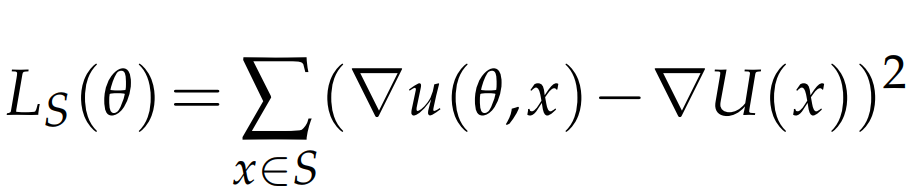 L_S(θ) = ∑_{x∈S} (∇u(θ,x) − ∇U(x))²